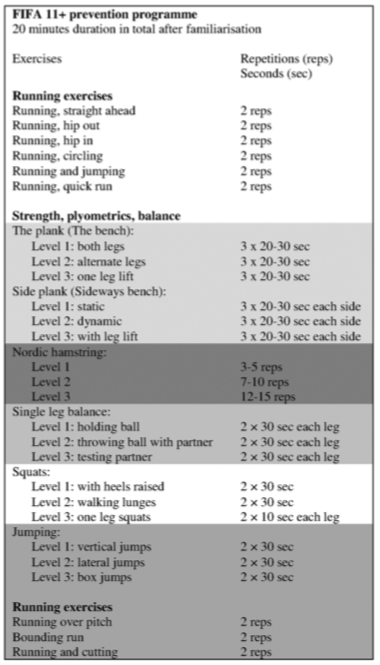 FIFA 11+ prevention programme
20 minutes duration in total after familiarisation
Exercises Repetitions (reps)
Seconds (sec)
Running exercises
Running, straight ahead 2 reps
Running, hip out 2 reps
Running, hip in 2 reps
Running, circling 2 reps
Running and jumping 2 reps
Running, quick run 2 reps
Strength, plyometrics, balance
The plank (The bench):
Level 1: both legs 3 x 20-30 sec
Level 2: alternate legs 3 x 20-30 sec
Level 3: one leg lift 3 x 20-30 sec
Side plank (Sideways bench):
Level 1: static 3 x 20-30 sec each side
Level 2: dynamic 3 x 20-30 sec each side
Level 3: with leg lift 3 x 20-30 sec each side
Nordic hamstring:
Level 1 3-5 reps
Level 2 7-10 reps
Level 3 12-15 reps
Single leg balance:
Level 1: holding ball 2 × 30 sec each leg
Level 2: throwing ball with partner 2 × 30 sec each leg
Level 3: testing partner 2 × 30 sec each leg
Squats:
Level 1: with heels raised 2 × 30 sec
Level 2: walking lunges 2 × 30 sec
Level 3: one leg squats 2 × 10 sec each leg
Jumping:
Level 1: vertical jumps 2 × 30 sec
Level 2: lateral jumps 2 × 30 sec
Level 3: box jumps 2 × 30 sec
Running exercises
Running over pitch 2 reps
Bounding run 2 reps
Running and cutting 2 reps